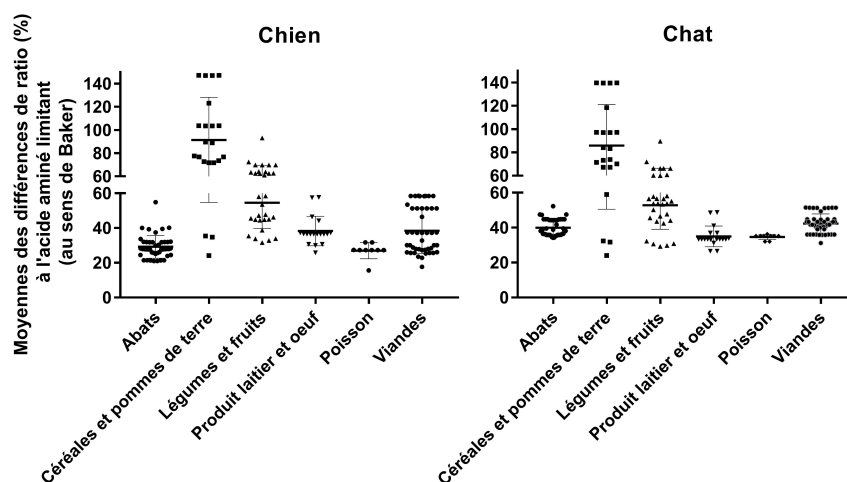 Chien
Chat
Moyennes des différences de ratio (%)
à l'acide aminé limitant
(au sens de Baker)
140
120
100
80
60
60
40
20
0
Abats
Céréales et pommes de terre
Légumes et fruits
Produit laitier et oeuf
Poisson
Viandes
140
120
100
80
60
60
40
20
0
Abats
Céréales et pommes de terre
Légumes et fruits
Produit laitier et oeuf
Poisson
Viandes